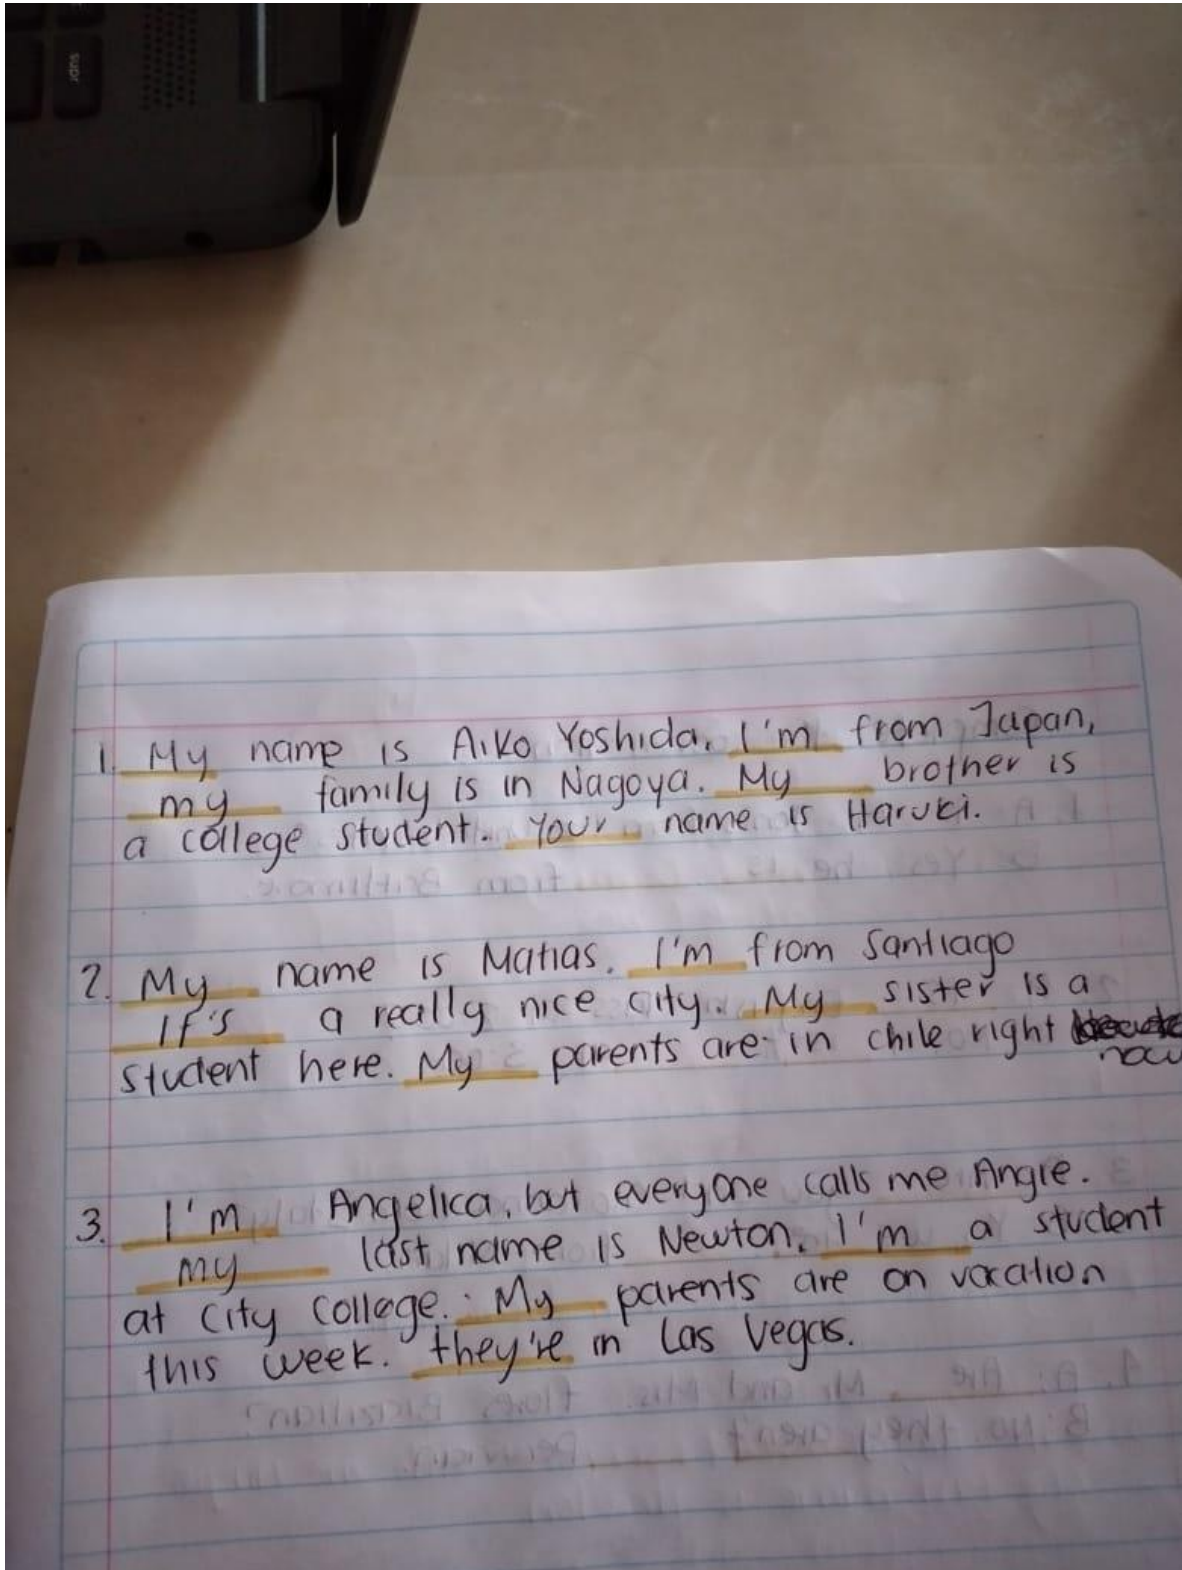 supr
1. My name is Aiko Yoshida. I'm from Japan,
my family is in Nagoya. My brother is
a college student. Your name is Haruki.
2. My name is Matias. I'm from Santiago
It's a really nice city. My sister is a
student here. My parents are in chile right
now
3. I'm Angelica, but everyone calls me Angie.
my last name is Newton. I'm a student
at City College. My parents are on vacation
this week. they're in Las Vegas.